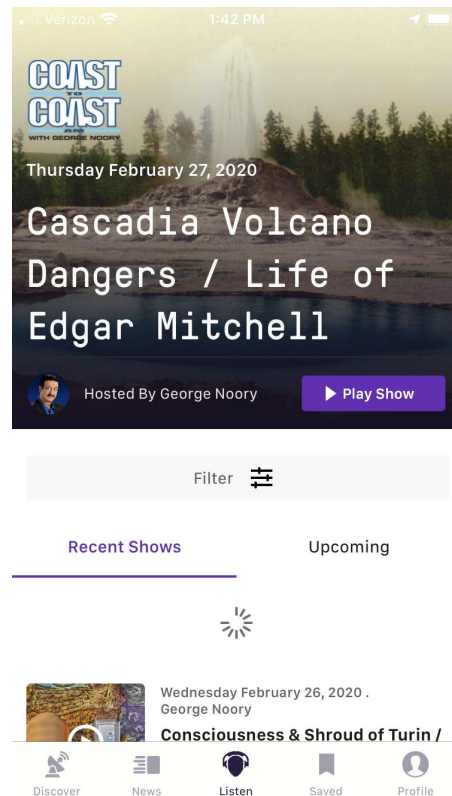 Verizon 1:42 PM
COAST
TO
COAST
AM
WITH GEORGE NOORY
Thursday February 27, 2020
Cascadia Volcano
Dangers / Life of
Edgar Mitchell
Hosted By George Noory
Play Show
Filter
Recent Shows Upcoming
Wednesday February 26, 2020 .
George Noory
Consciousness & Shroud of Turin /
Discover News Listen Saved Profile